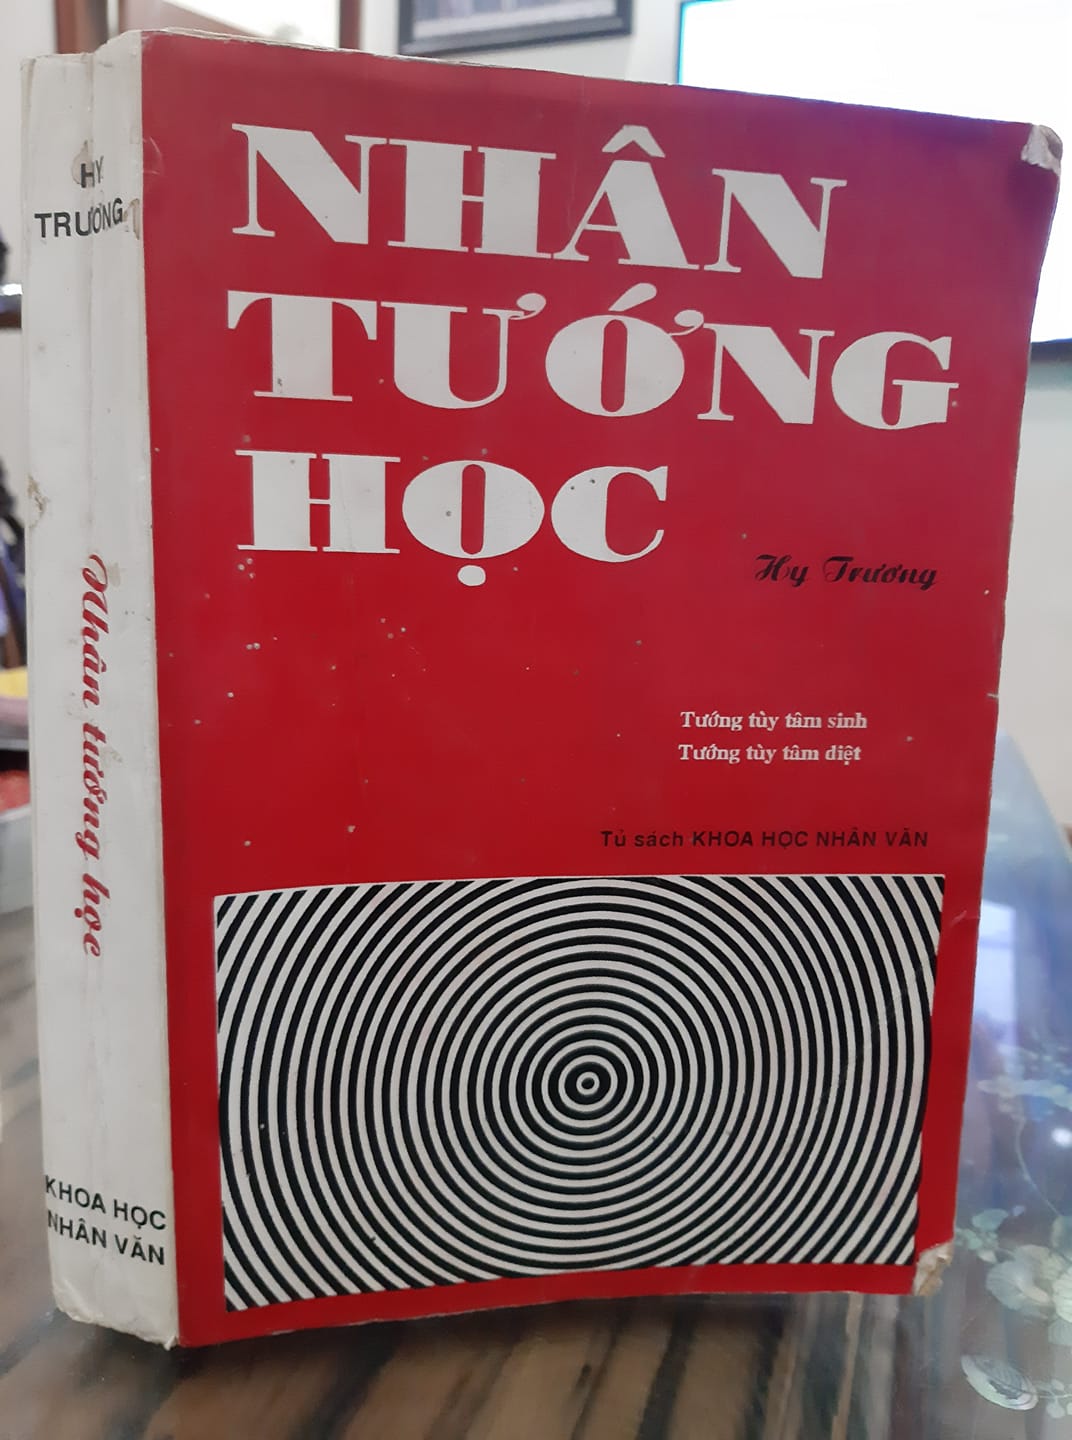 HY
TRƯƠNG
Nhân tướng học
KHOA HỌC
NHÂN VĂN
NHÂN
TƯỚNG
HỌC
Hy Trương
Tướng tùy tâm sinh
Tướng tùy tâm diệt
Tủ sách KHOA HỌC NHÂN VĂN